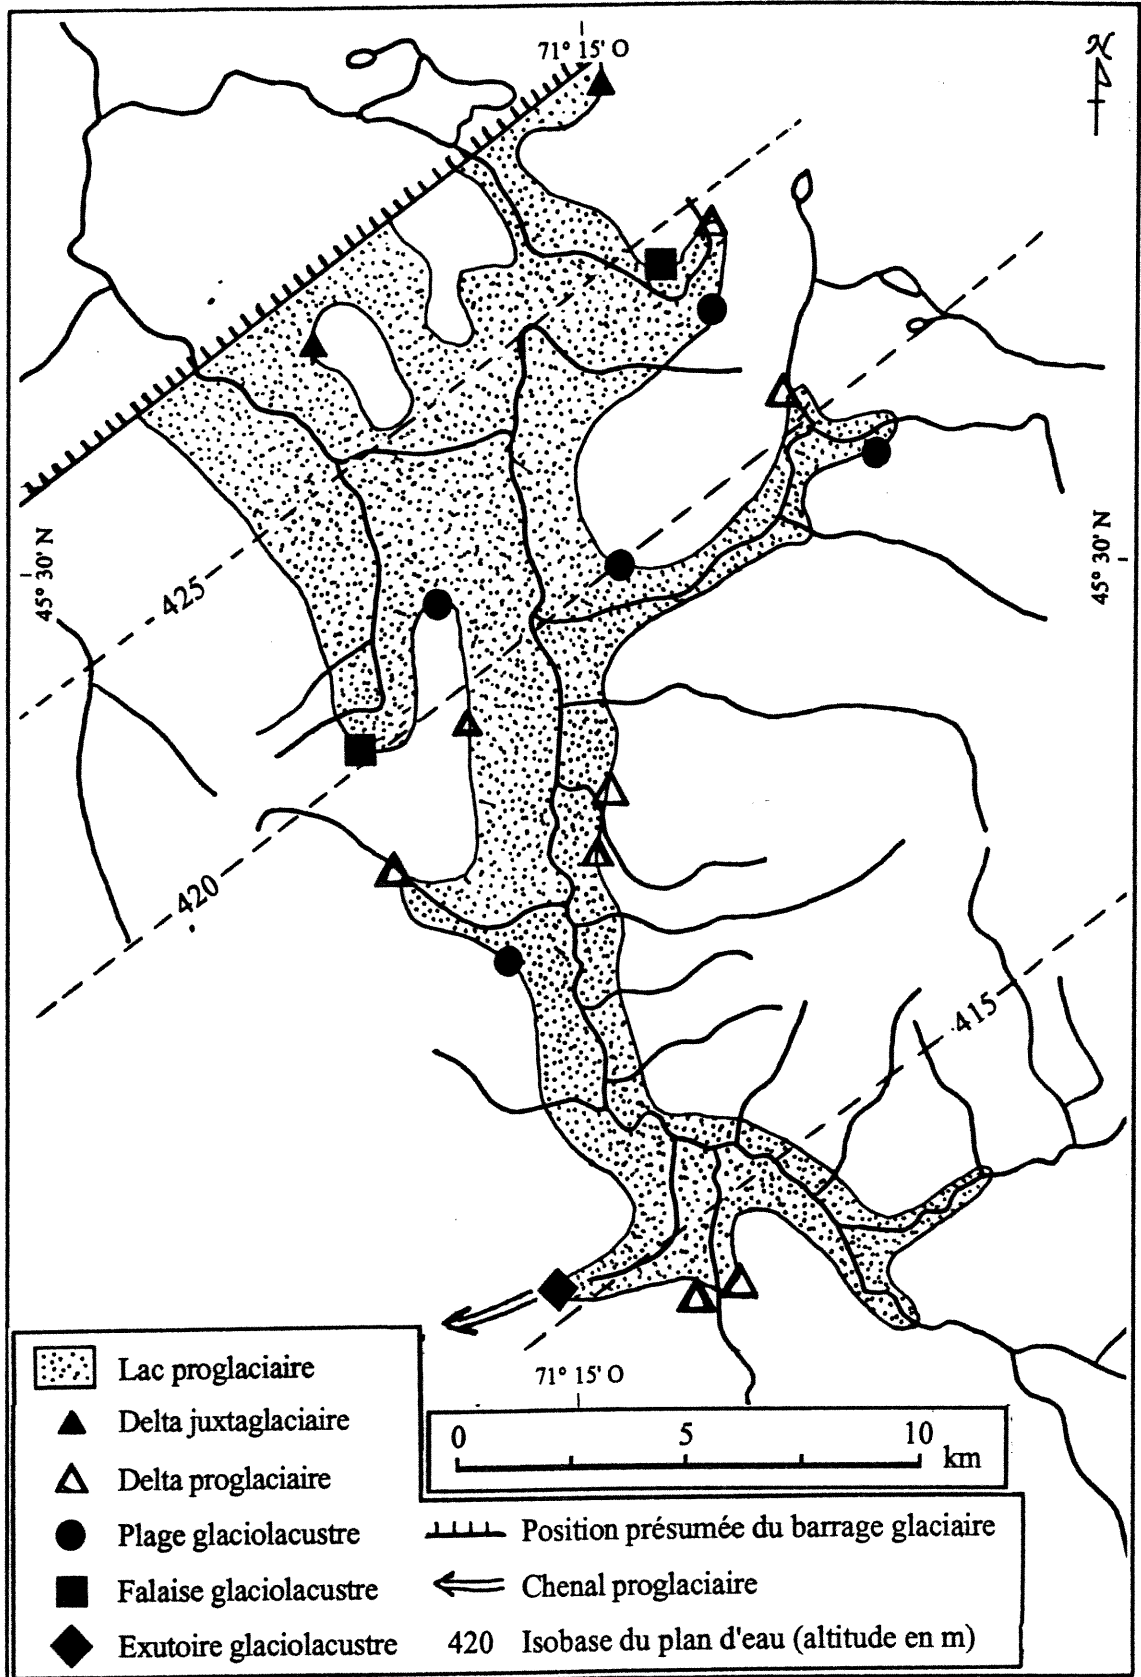 71° 15' O
N
45° 30' N
45° 30' N
425
420
415
71° 15' O
Lac proglaciaire
Delta juxtaglaciaire
Delta proglaciaire
Plage glaciolacustre
Falaise glaciolacustre
Exutoire glaciolacustre
0 5 10
km
Position présumée du barrage glaciaire
Chenal proglaciaire
420 Isobase du plan d'eau (altitude en m)